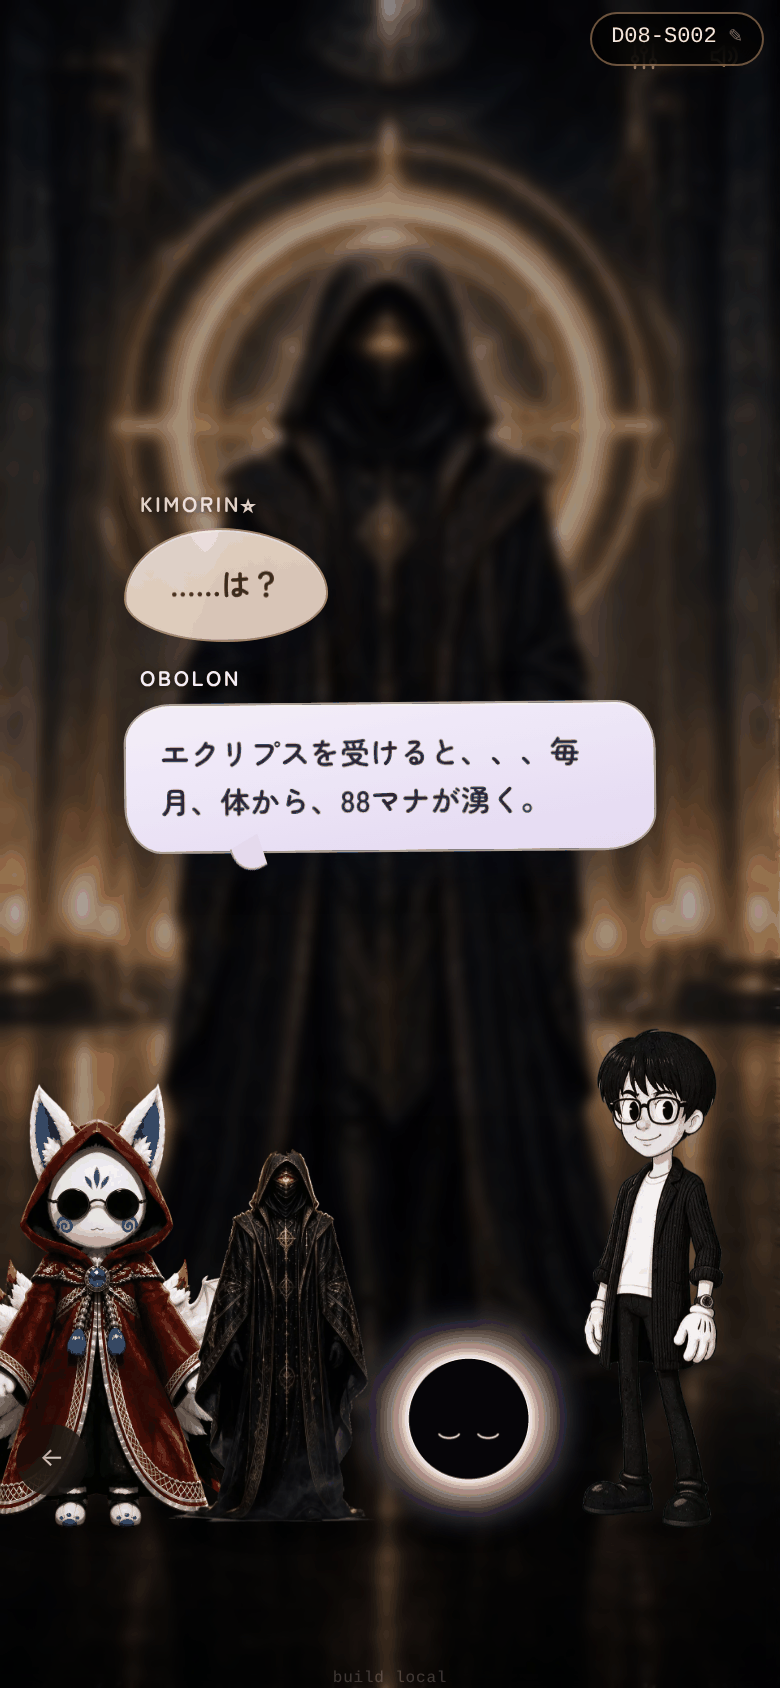 D08-S002 ✎
KIMORIN★
......は？
OBOLON
エクリプスを受けると、、、毎
月、体から、88マナが湧く。
←
build local